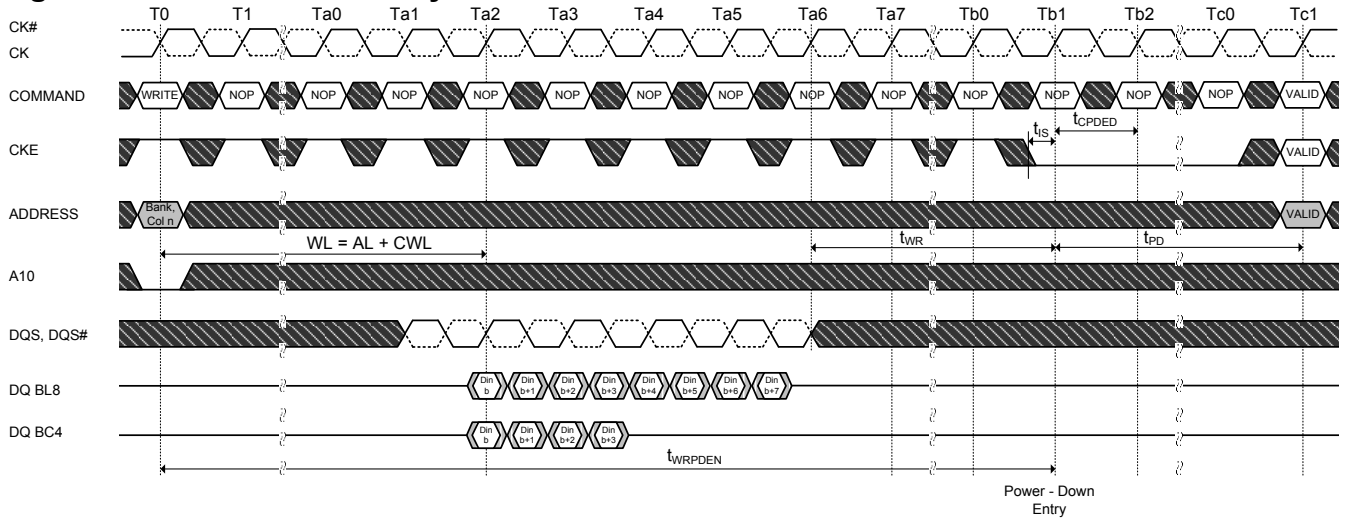 T0 T1 Ta0 Ta1 Ta2 Ta3 Ta4 Ta5 Ta6 Ta7 Tb0 Tb1 Tb2 Tc0 Tc1
CK#
CK
COMMAND WRITE NOP NOP NOP NOP NOP NOP NOP NOP NOP NOP NOP NOP NOP VALID
tIS tCPDED
CKE VALID
ADDRESS Bank, Col n VALID
WL = AL + CWL tWR tPD
A10
DQS, DQS#
DQ BL8 Din b Din b+1 Din b+2 Din b+3 Din b+4 Din b+5 Din b+6 Din b+7
DQ BC4 Din b Din b+1 Din b+2 Din b+3
tWRPDEN
Power - Down
Entry